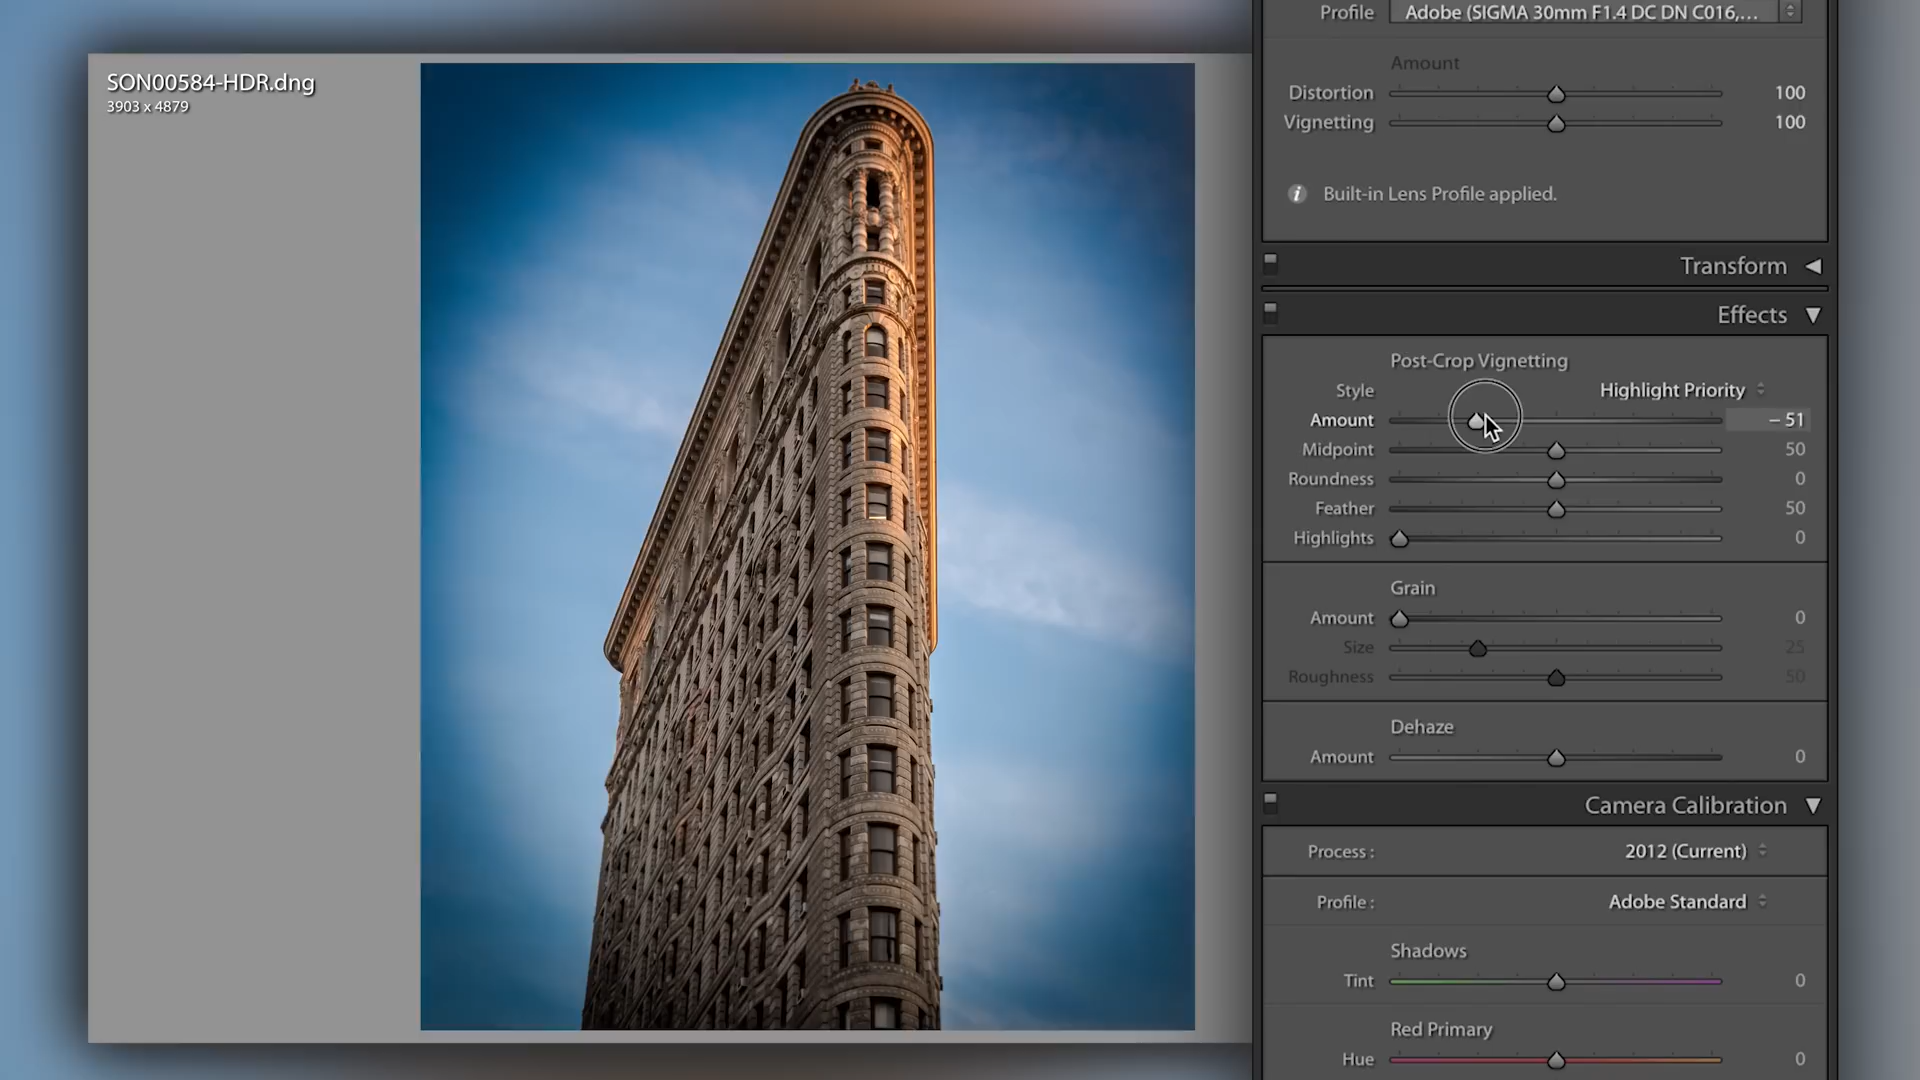 SON00584-HDR.dng
3903 x 4879
Profile Adobe (SIGMA 30mm F1.4 DC DN C016,...
Amount
Distortion 100
Vignetting 100
Built-in Lens Profile applied.
Transform
Effects
Post-Crop Vignetting
Style Highlight Priority
Amount – 51
Midpoint 50
Roundness 0
Feather 50
Highlights 0
Grain
Amount 0
Size 25
Roughness 50
Dehaze
Amount 0
Camera Calibration
Process : 2012 (Current)
Profile : Adobe Standard
Shadows
Tint 0
Red Primary
Hue 0